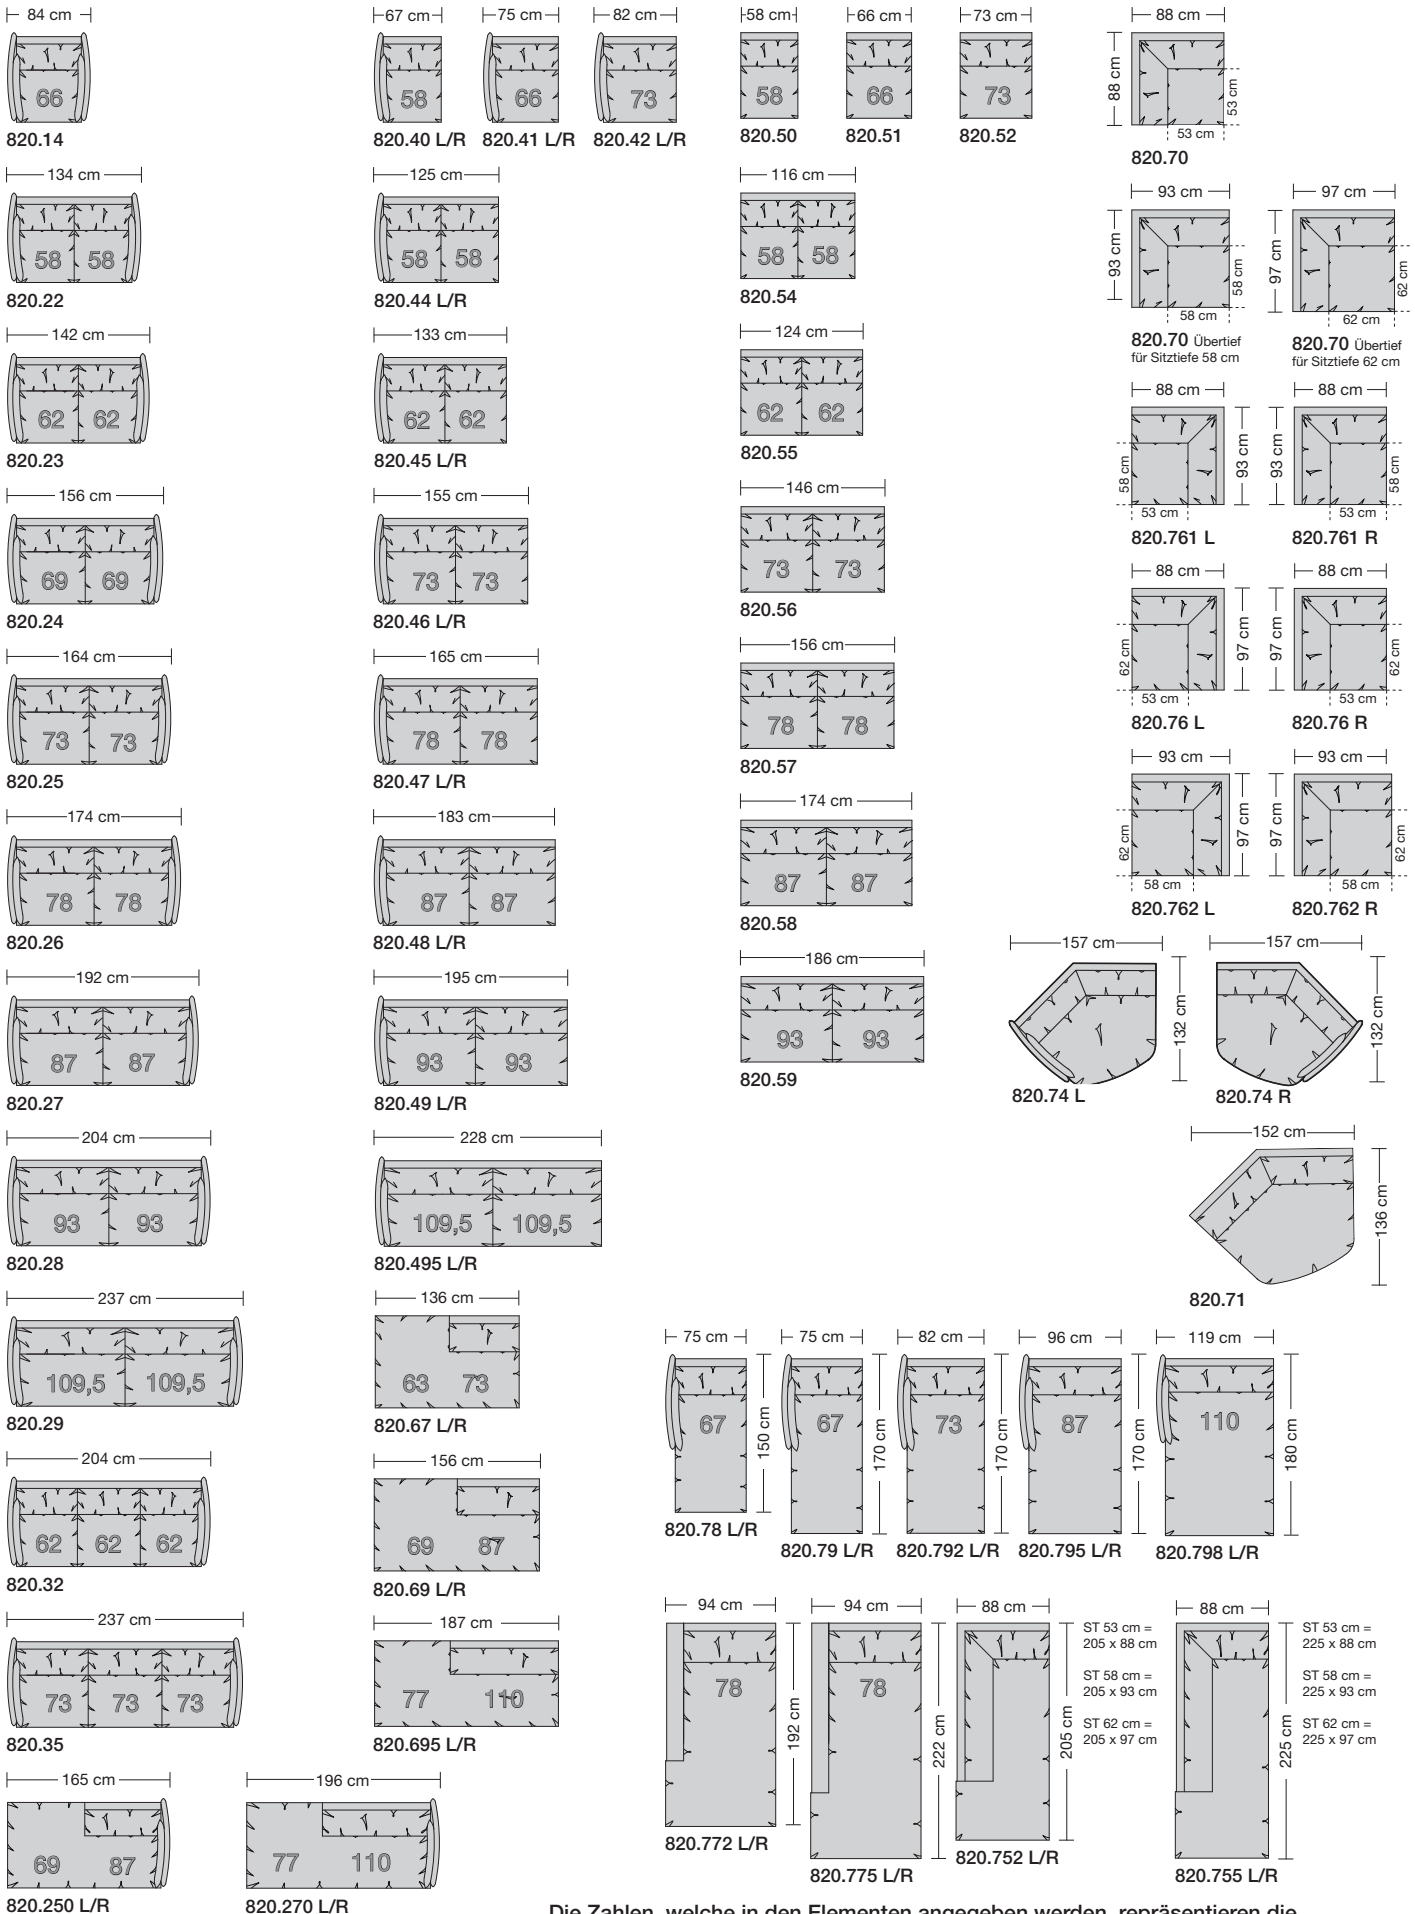 84 cm
66
820.14
67 cm
58
820.40 L/R
75 cm
66
820.41 L/R
82 cm
73
820.42 L/R
58 cm
58
820.50
66 cm
66
820.51
73 cm
73
820.52
88 cm
88 cm
53 cm
53 cm
820.70
134 cm
58 58
820.22
125 cm
58 58
820.44 L/R
116 cm
58 58
820.54
93 cm
93 cm
58 cm
58 cm
820.70 Übertief
für Sitztiefe 58 cm
97 cm
97 cm
62 cm
62 cm
820.70 Übertief
für Sitztiefe 62 cm
142 cm
62 62
820.23
133 cm
62 62
820.45 L/R
124 cm
62 62
820.55
88 cm
58 cm
93 cm
53 cm
820.761 L
88 cm
93 cm
58 cm
53 cm
820.761 R
156 cm
69 69
820.24
155 cm
73 73
820.46 L/R
146 cm
73 73
820.56
88 cm
62 cm
97 cm
53 cm
820.76 L
88 cm
97 cm
62 cm
53 cm
820.76 R
164 cm
73 73
820.25
165 cm
78 78
820.47 L/R
156 cm
78 78
820.57
93 cm
62 cm
97 cm
58 cm
820.762 L
93 cm
97 cm
62 cm
58 cm
820.762 R
174 cm
78 78
820.26
183 cm
87 87
820.48 L/R
174 cm
87 87
820.58
157 cm
132 cm
820.74 L
157 cm
132 cm
820.74 R
192 cm
87 87
820.27
195 cm
93 93
820.49 L/R
186 cm
93 93
820.59
204 cm
93 93
820.28
228 cm
109,5 109,5
820.495 L/R
152 cm
136 cm
820.71
237 cm
109,5 109,5
820.29
136 cm
63 73
820.67 L/R
75 cm
67
150 cm
820.78 L/R
75 cm
67
170 cm
820.79 L/R
82 cm
73
170 cm
820.792 L/R
96 cm
87
170 cm
820.795 L/R
119 cm
110
180 cm
820.798 L/R
204 cm
62 62 62
820.32
156 cm
69 87
820.69 L/R
237 cm
73 73 73
820.35
187 cm
77 110
820.695 L/R
94 cm
78
192 cm
820.772 L/R
94 cm
78
222 cm
820.775 L/R
88 cm
205 cm
820.752 L/R
ST 53 cm =
205 x 88 cm
ST 58 cm =
205 x 93 cm
ST 62 cm =
205 x 97 cm
88 cm
225 cm
820.755 L/R
ST 53 cm =
225 x 88 cm
ST 58 cm =
225 x 93 cm
ST 62 cm =
225 x 97 cm
165 cm
69 87
820.250 L/R
196 cm
77 110
820.270 L/R
Die Zahlen, welche in den Elementen angegeben werden, repräsentieren die